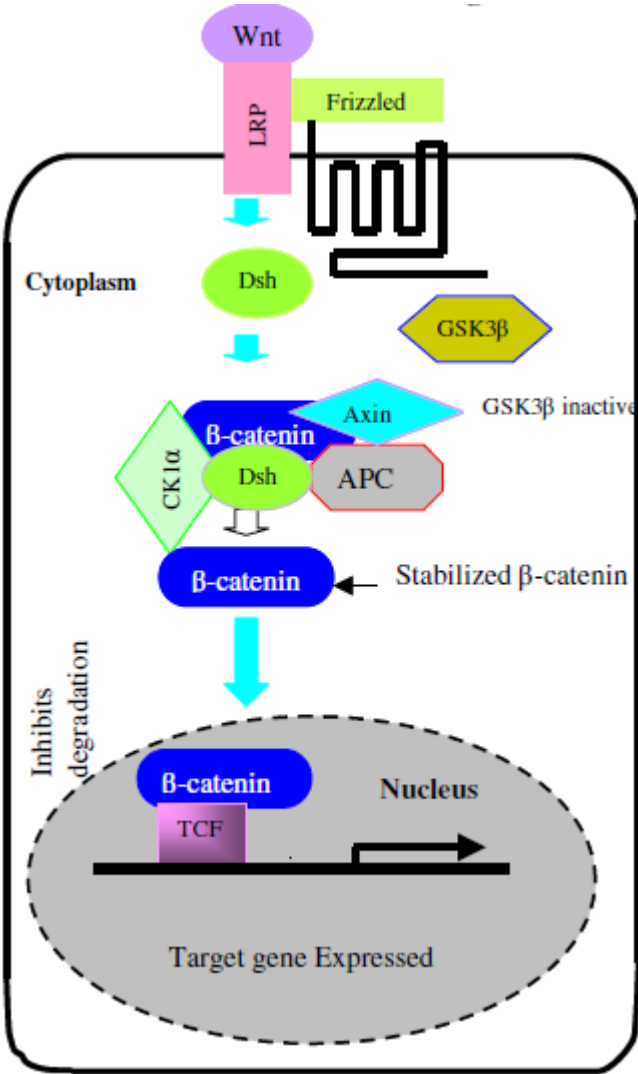 Wnt
LRP
Frizzled
Cytoplasm
Dsh
GSK3β
Axin
GSK3β inactive
β-catenin
CK1α
Dsh
APC
β-catenin
Stabilized β-catenin
Inhibits
degradation
β-catenin
Nucleus
TCF
Target gene Expressed